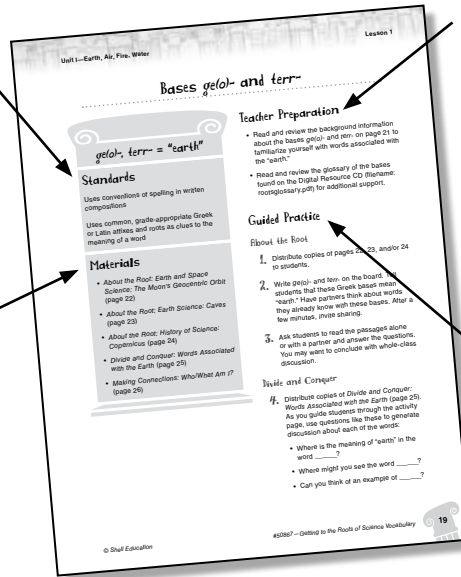 Unit I—Earth, Air, Fire, Water
Lesson 1
Bases ge(o)- and terr-
ge(o)-, terr- = "earth"
Standards
Uses conventions of spelling in written
compositions
Uses common, grade-appropriate Greek
or Latin affixes and roots as clues to the
meaning of a word
Materials
• About the Root: Earth and Space
Science: The Moon's Geocentric Orbit
(page 22)
• About the Root: Earth Science: Caves
(page 23)
• About the Root: History of Science:
Copernicus (page 24)
• Divide and Conquer: Words Associated
with the Earth (page 25)
• Making Connections: Who/What Am I?
(page 26)
Teacher Preparation
• Read and review the background information
about the bases ge(o)- and terr- on page 21 to
familiarize yourself with words associated with
the "earth."
• Read and review the glossary of the bases
found on the Digital Resource CD (filename:
rootsglossary.pdf) for additional support.
Guided Practice
About the Root
1. Distribute copies of pages 22, 23, and/or 24
to students.
2. Write ge(o)- and terr- on the board. Tell
students that these Greek bases mean
"earth." Have partners think about words
they already know with these bases. After a
few minutes, invite sharing.
3. Ask students to read the passages alone
or with a partner and answer the questions.
You may want to conclude with whole-class
discussion.
Divide and Conquer
4. Distribute copies of Divide and Conquer:
Words Associated with the Earth (page 25).
As you guide students through the activity
page, use questions like these to generate
discussion about each of the words:
• Where is the meaning of "earth" in the
word ______?
• Where might you see the word ______?
• Can you think of an example of ______?
© Shell Education
#50867—Getting to the Roots of Science Vocabulary
19